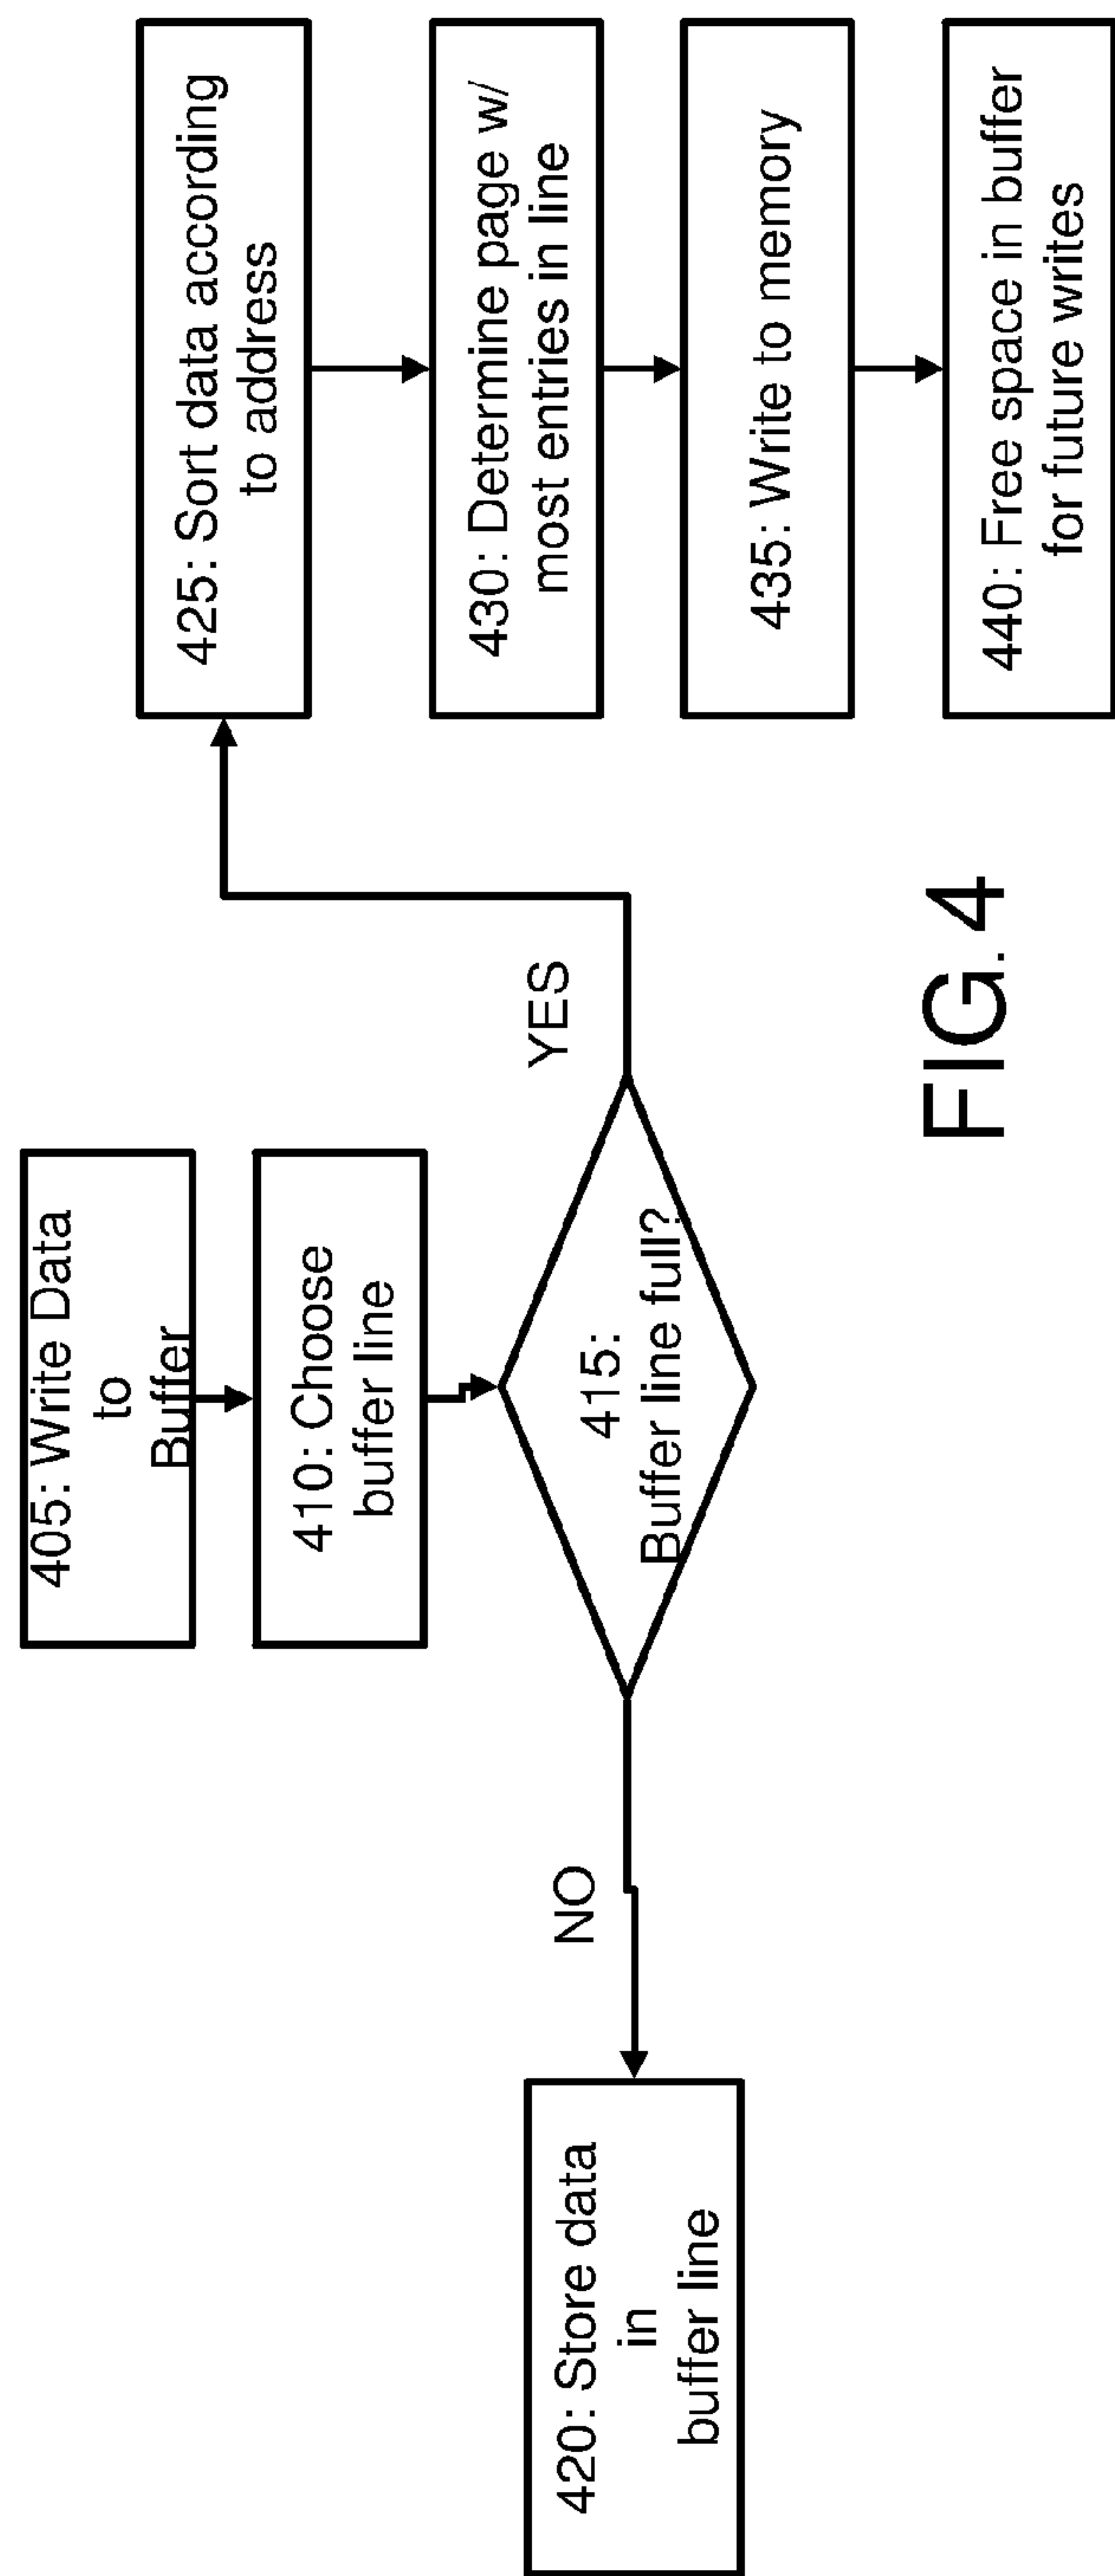 405: Write Data
to
Buffer
410: Choose
buffer line
415:
Buffer line full?
NO
YES
420: Store data
in
buffer line
425: Sort data according
to address
430: Determine page w/
most entries in line
435: Write to memory
440: Free space in buffer
for future writes
FIG. 4